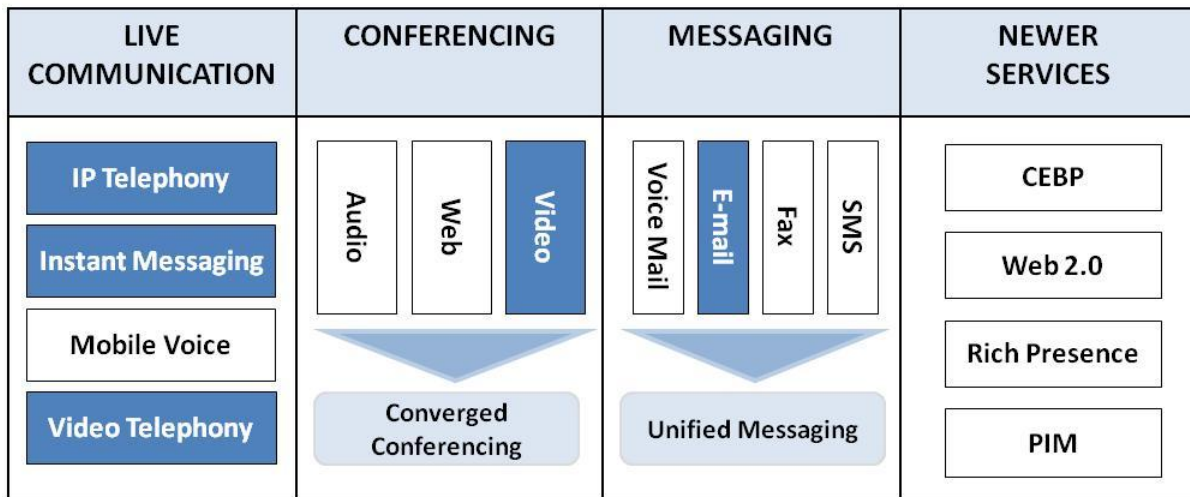 LIVE
COMMUNICATION
CONFERENCING
MESSAGING
NEWER
SERVICES
IP Telephony
Instant Messaging
Mobile Voice
Video Telephony
Audio
Web
Video
Converged
Conferencing
Voice Mail
E-mail
Fax
SMS
Unified Messaging
CEBP
Web 2.0
Rich Presence
PIM